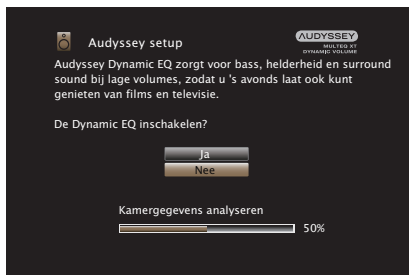 Audyssey setup
AUDYSSEY
MULTEQ XT
DYNAMIC VOLUME
Audyssey Dynamic EQ zorgt voor bass, helderheid en surround
sound bij lage volumes, zodat u 's avonds laat ook kunt
genieten van films en televisie.
De Dynamic EQ inschakelen?
Ja
Nee
Kamergegevens analyseren
50%